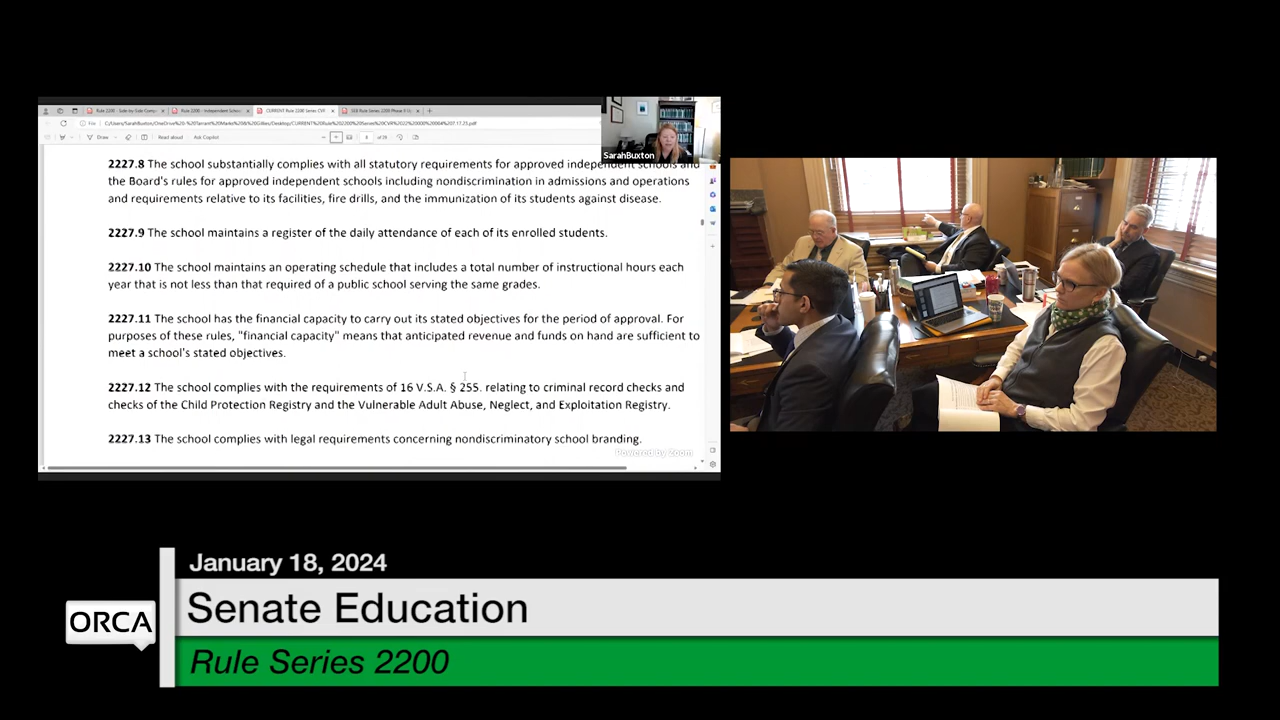 Read aloud
Ask Copilot
SarahBuxton
2227.8 The school substantially complies with all statutory requirements for approved independent schools and
the Board's rules for approved independent schools including nondiscrimination in admissions and operations
and requirements relative to its facilities, fire drills, and the immunization of its students against disease.
2227.9 The school maintains a register of the daily attendance of each of its enrolled students.
2227.10 The school maintains an operating schedule that includes a total number of instructional hours each
year that is not less than that required of a public school serving the same grades.
2227.11 The school has the financial capacity to carry out its stated objectives for the period of approval. For
purposes of these rules, "financial capacity" means that anticipated revenue and funds on hand are sufficient to
meet a school's stated objectives.
2227.12 The school complies with the requirements of 16 V.S.A. § 255. relating to criminal record checks and
checks of the Child Protection Registry and the Vulnerable Adult Abuse, Neglect, and Exploitation Registry.
2227.13 The school complies with legal requirements concerning nondiscriminatory school branding.
Powered by Zoom
January 18, 2024
Senate Education
ORCA
Rule Series 2200